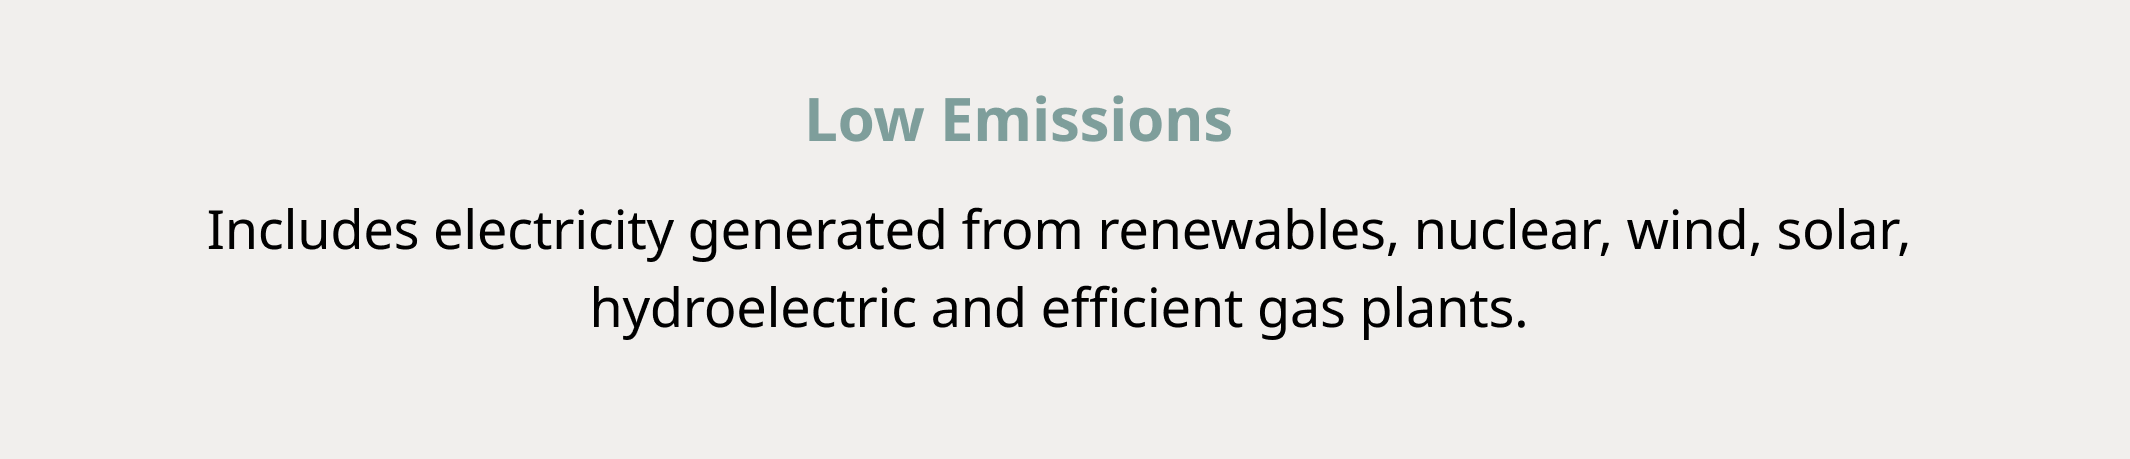 Low Emissions
Includes electricity generated from renewables, nuclear, wind, solar,
hydroelectric and efficient gas plants.